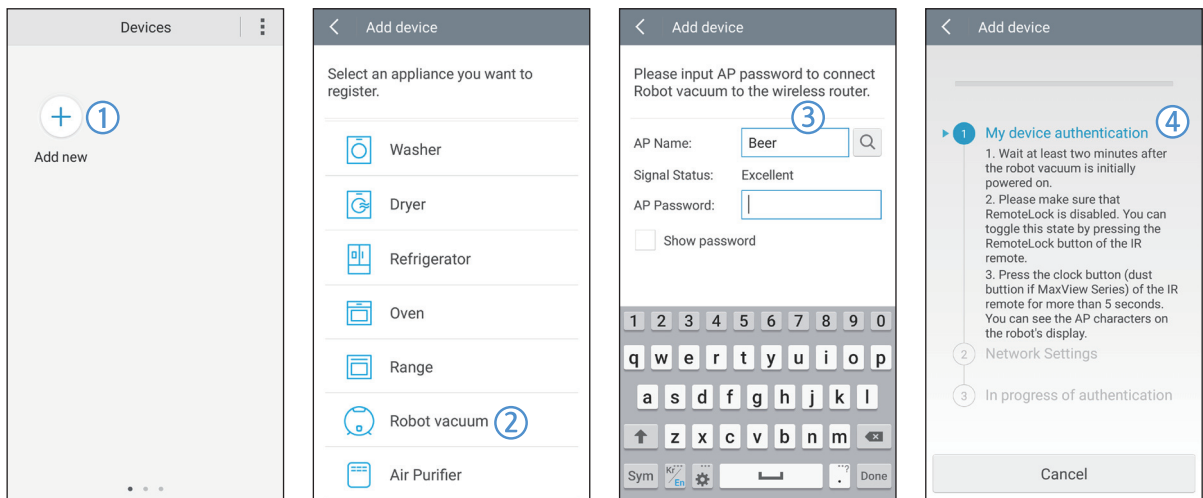 Devices
①
Add new
Add device
Select an appliance you want to
register.
Washer
Dryer
Refrigerator
Oven
Range
Robot vacuum ②
Air Purifier
Add device
Please input AP password to connect
Robot vacuum to the wireless router.
③
AP Name: Beer
Signal Status: Excellent
AP Password:
Show password
1 2 3 4 5 6 7 8 9 0
q w e r t y u i o p
a s d f g h j k l
z x c v b n m
Sym Kr/En . ...? Done
Add device
④
1 My device authentication
1. Wait at least two minutes after
the robot vacuum is initially
powered on.
2. Please make sure that
RemoteLock is disabled. You can
toggle this state by pressing the
RemoteLock button of the IR
remote.
3. Press the clock button (dust
buttion if MaxView Series) of the IR
remote for more than 5 seconds.
You can see the AP characters on
the robot's display.
2 Network Settings
3 In progress of authentication
Cancel